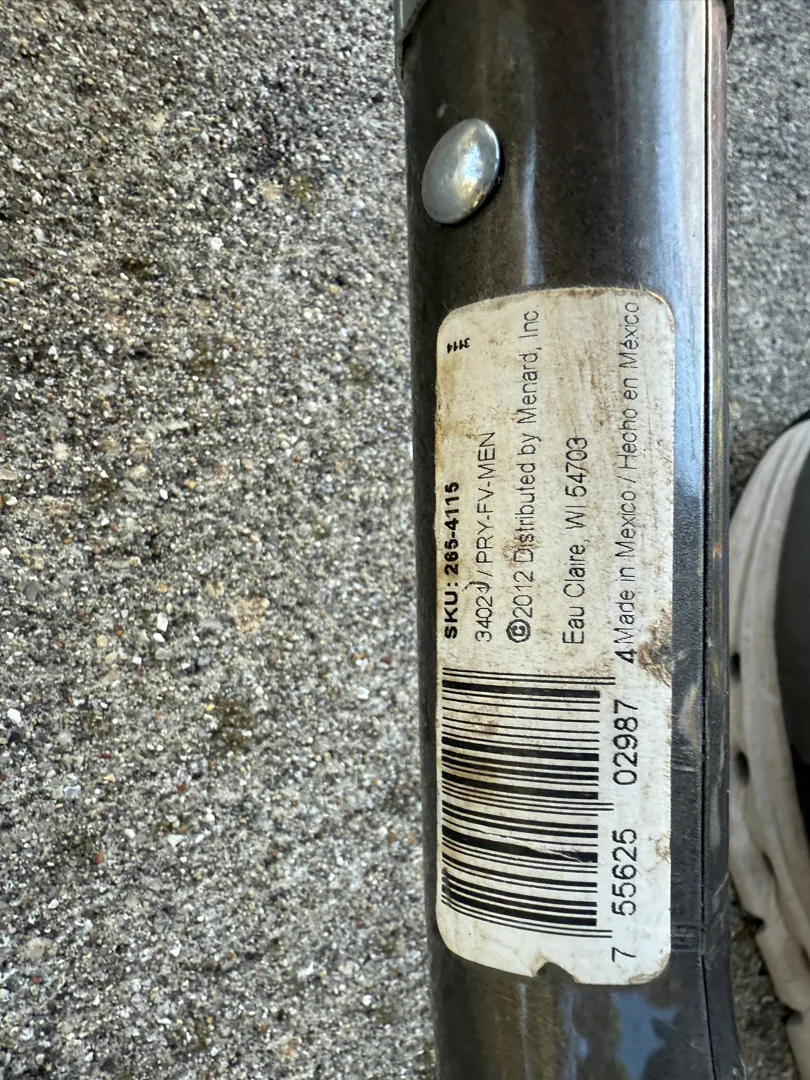 3114
SKU: 265-4115
/ PRY-FV-MEN
©2012 Distributed by Menard, Inc
Eau Claire, WI 54703
Made in Mexico / Hecho en México
7 55625 02987 4